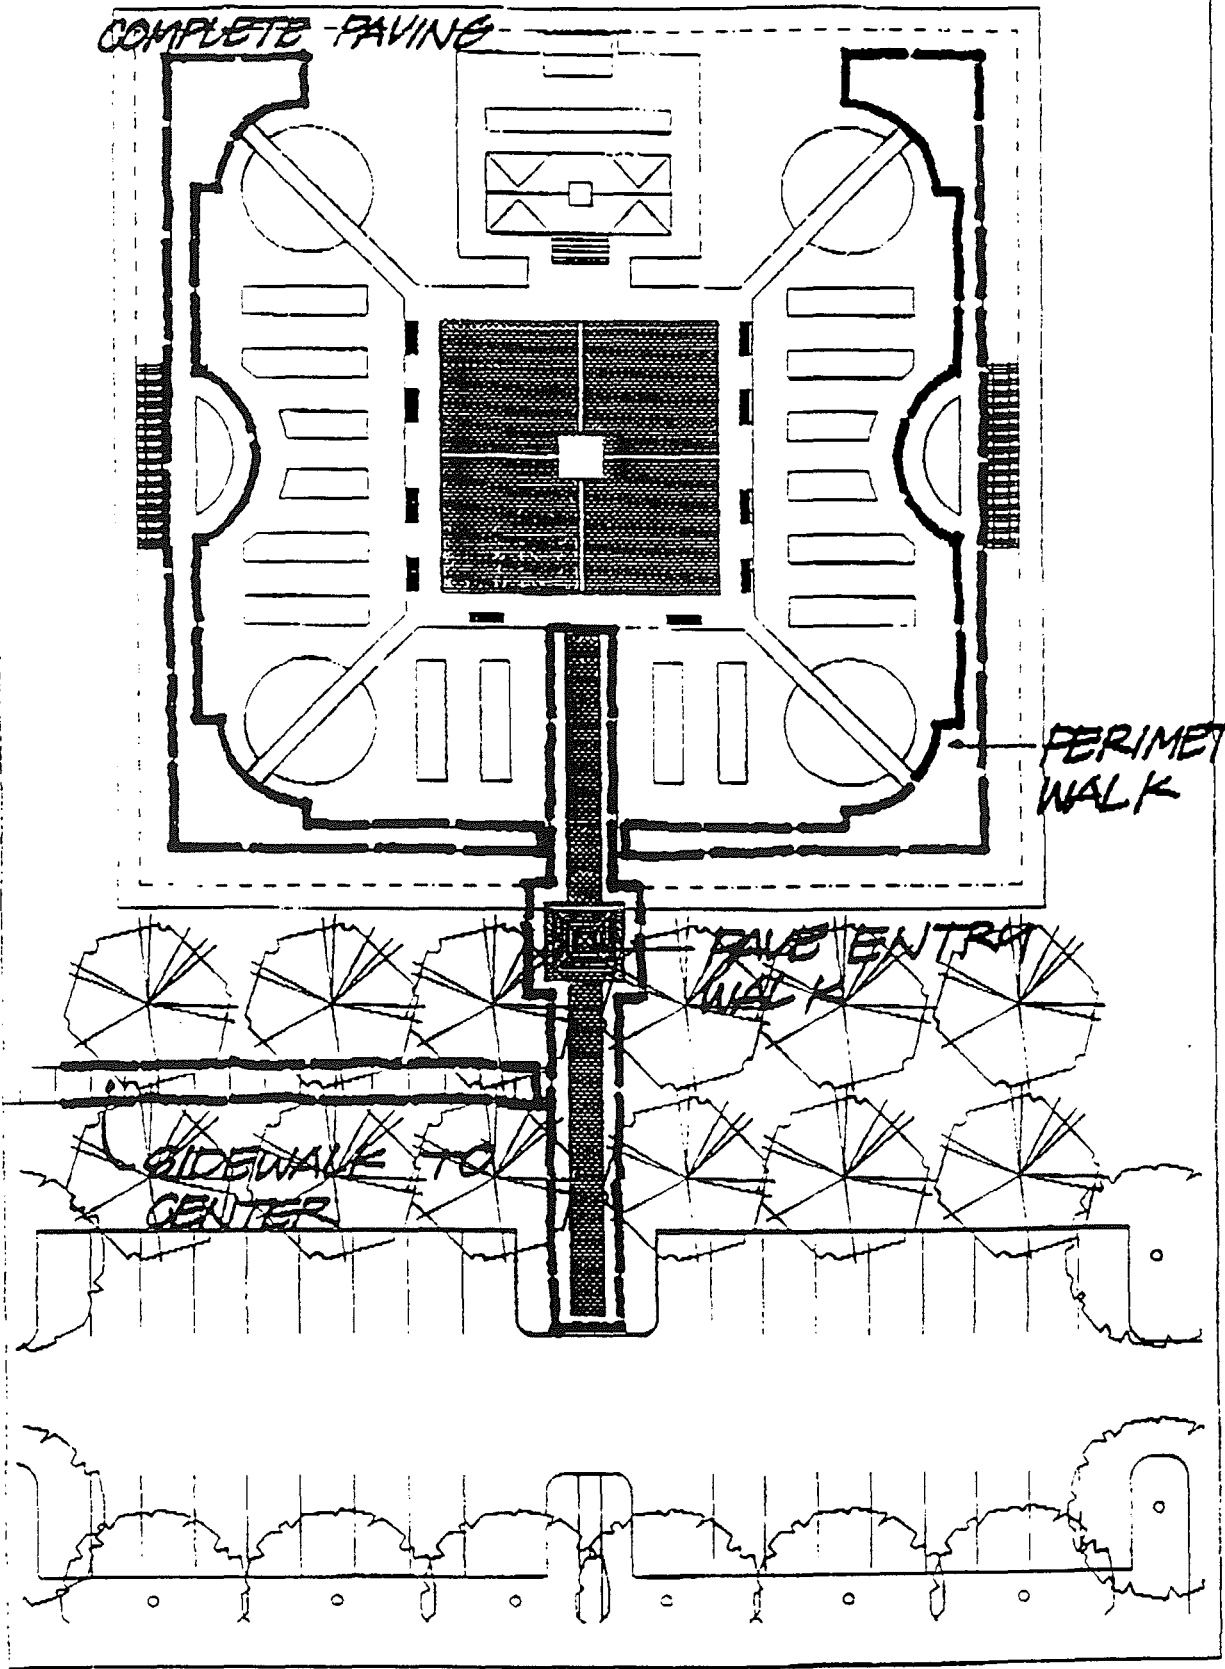 COMPLETE PAVING
PERIMET
WALK
PAVE ENTRY
WALK
SIDEWALK TO
CENTER